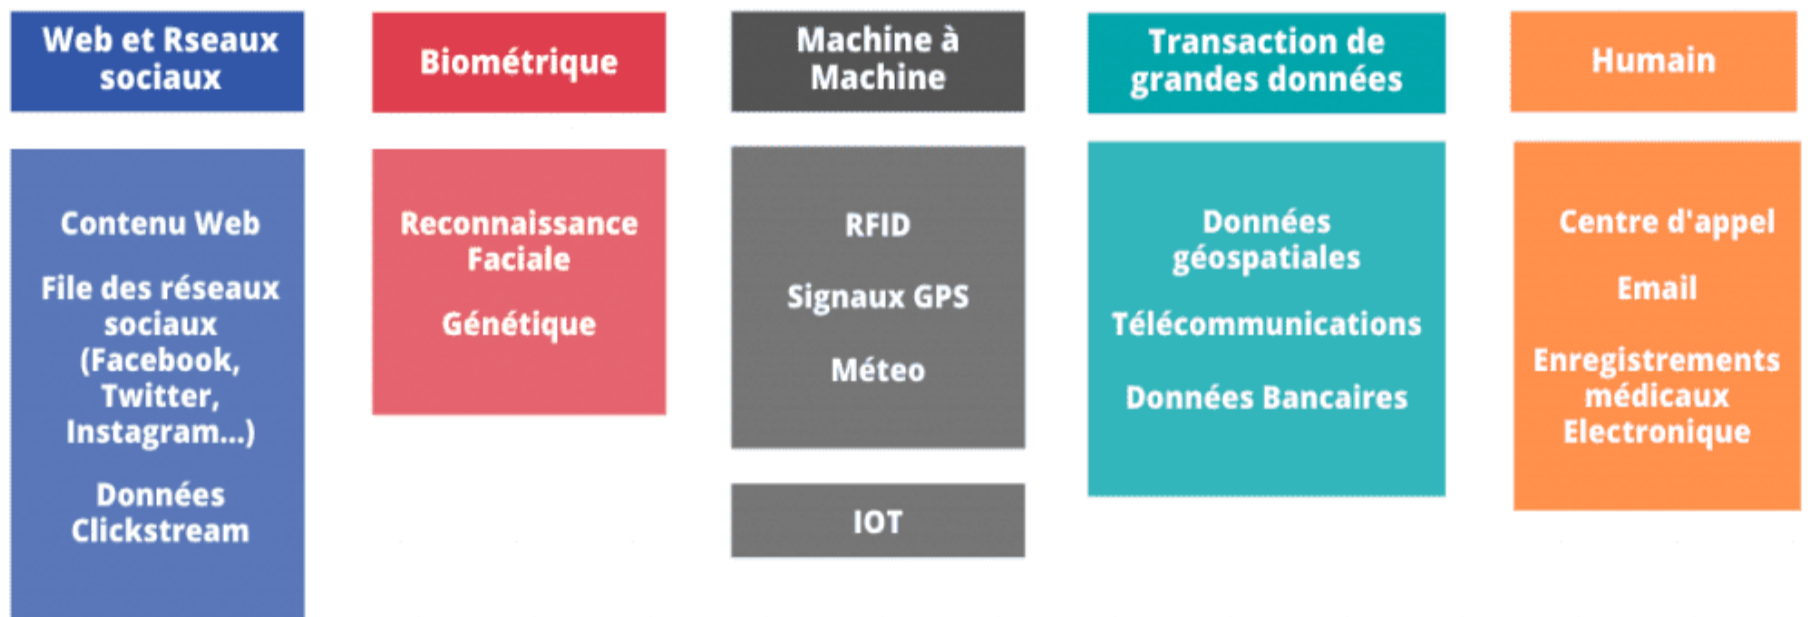 Web et Rseaux
sociaux
Contenu Web
File des réseaux
sociaux
(Facebook,
Twitter,
Instagram...)
Données
Clickstream
Biométrique
Reconnaissance
Faciale
Génétique
Machine à
Machine
RFID
Signaux GPS
Méteo
IOT
Transaction de
grandes données
Données
géospatiales
Télécommunications
Données Bancaires
Humain
Centre d'appel
Email
Enregistrements
médicaux
Electronique